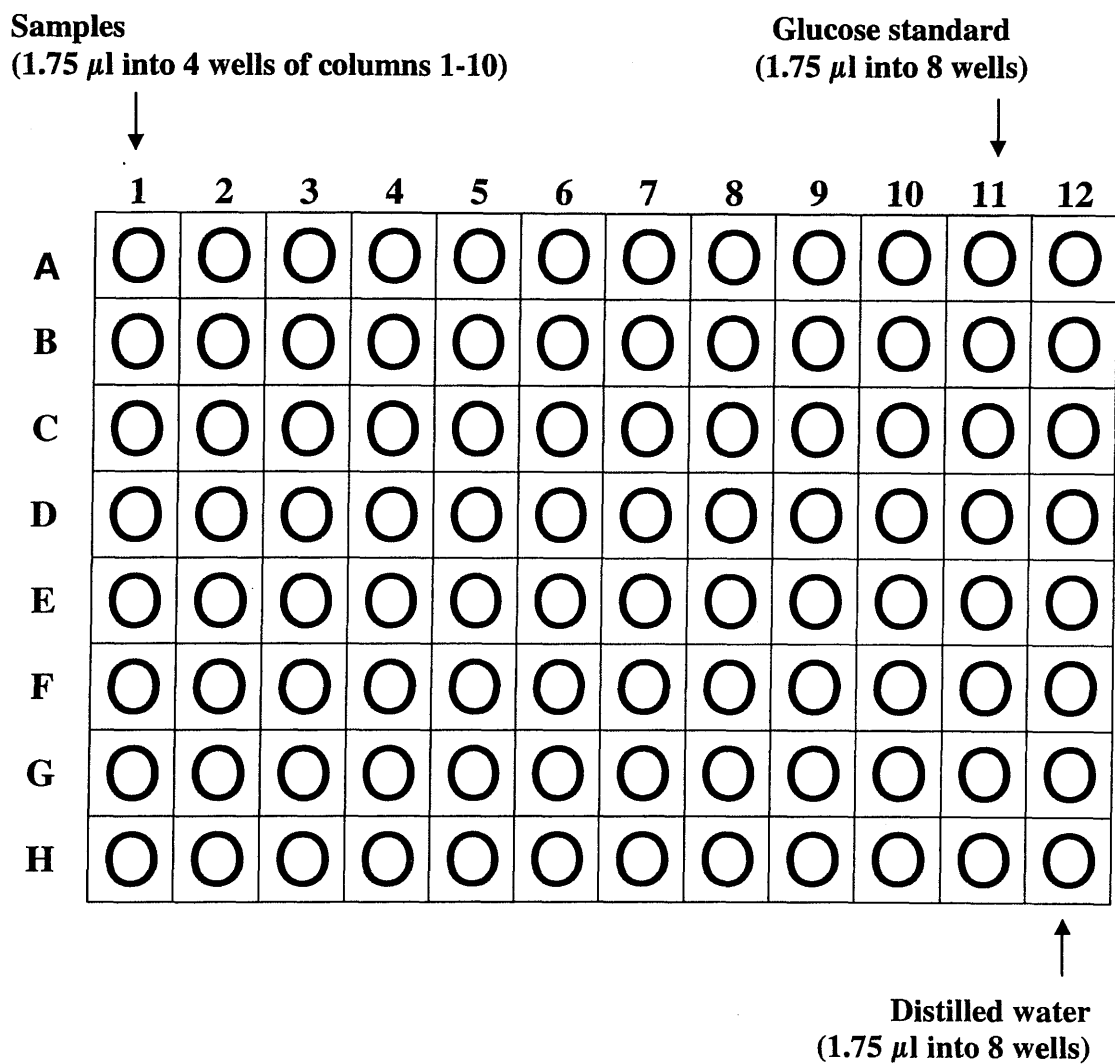 Samples
(1.75 µl into 4 wells of columns 1-10)
Glucose standard
(1.75 µl into 8 wells)
1 2 3 4 5 6 7 8 9 10 11 12
A O O O O O O O O O O O O
B O O O O O O O O O O O O
C O O O O O O O O O O O O
D O O O O O O O O O O O O
E O O O O O O O O O O O O
F O O O O O O O O O O O O
G O O O O O O O O O O O O
H O O O O O O O O O O O O
Distilled water
(1.75 µl into 8 wells)